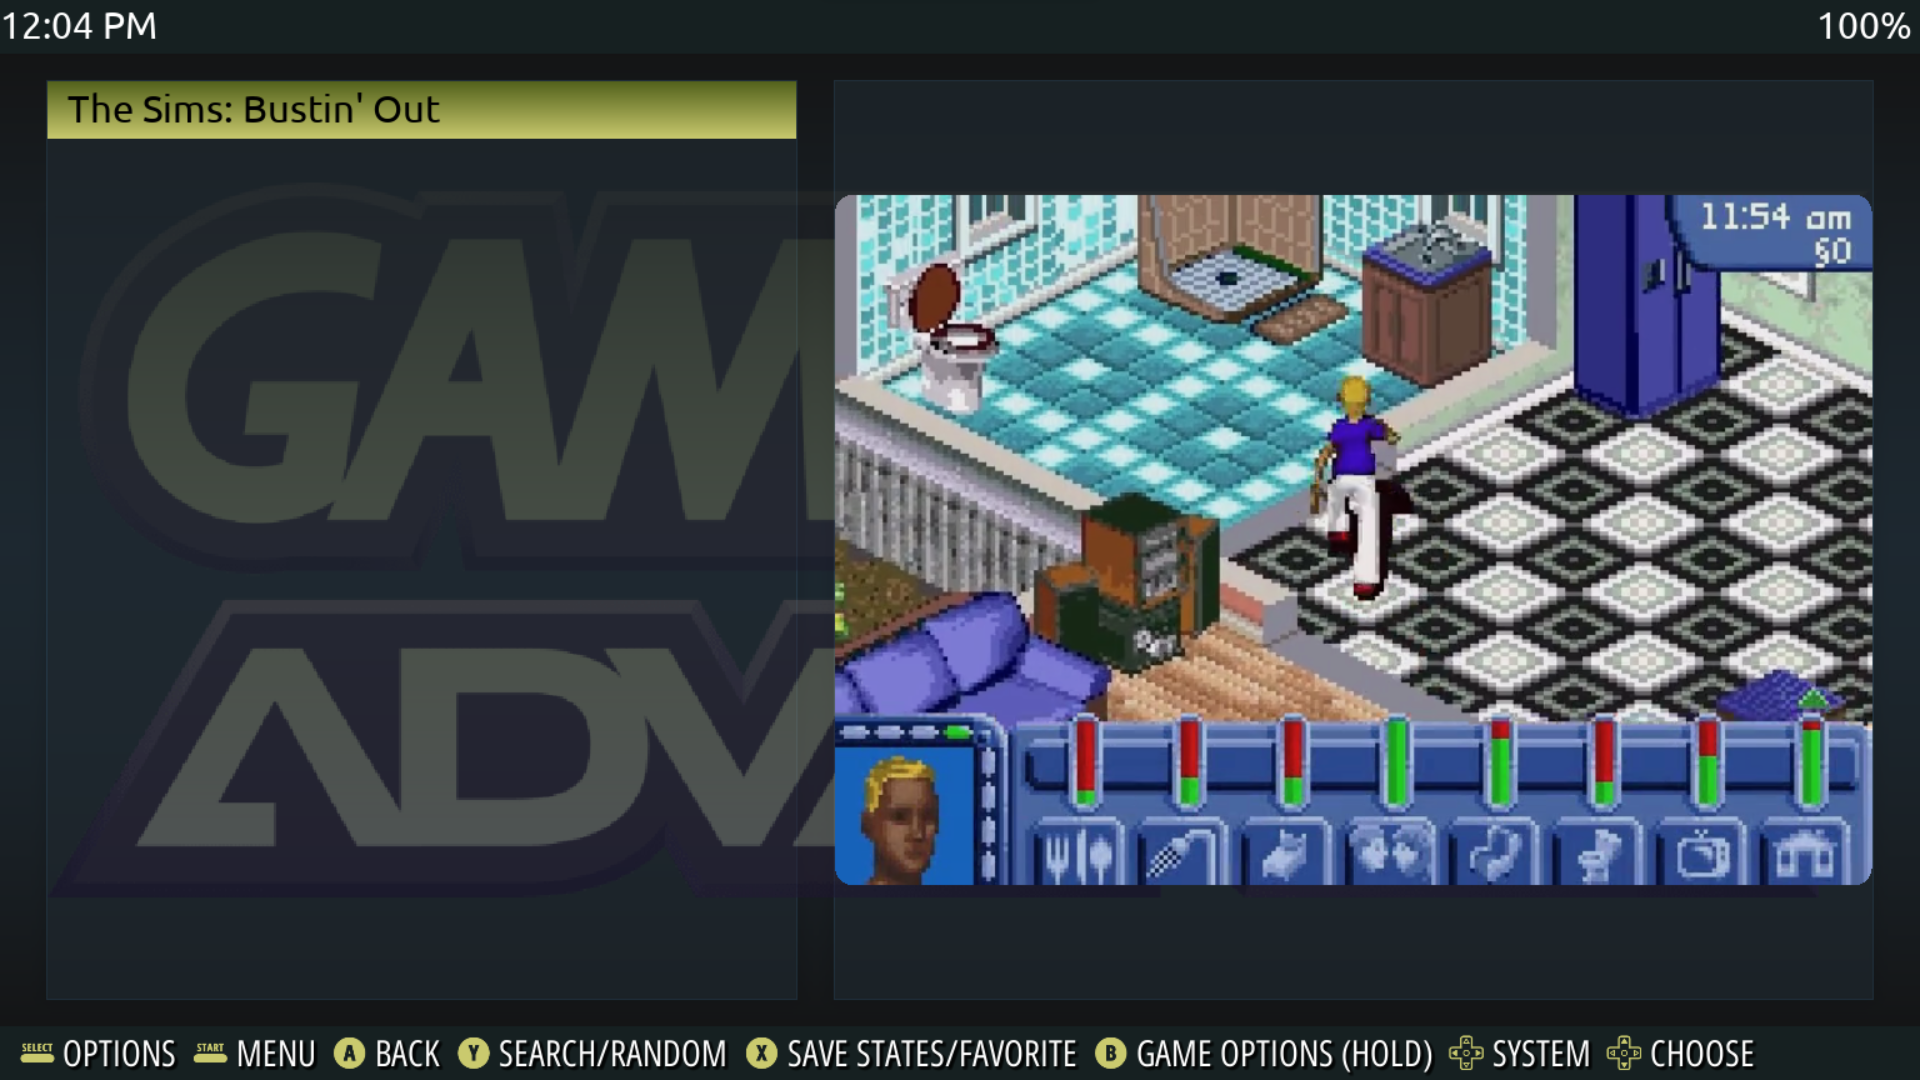 12:04 PM
100%
The Sims: Bustin' Out
GAM
ADVA
11:54 am
§0
SELECT OPTIONS START MENU A BACK Y SEARCH/RANDOM X SAVE STATES/FAVORITE B GAME OPTIONS (HOLD) SYSTEM CHOOSE